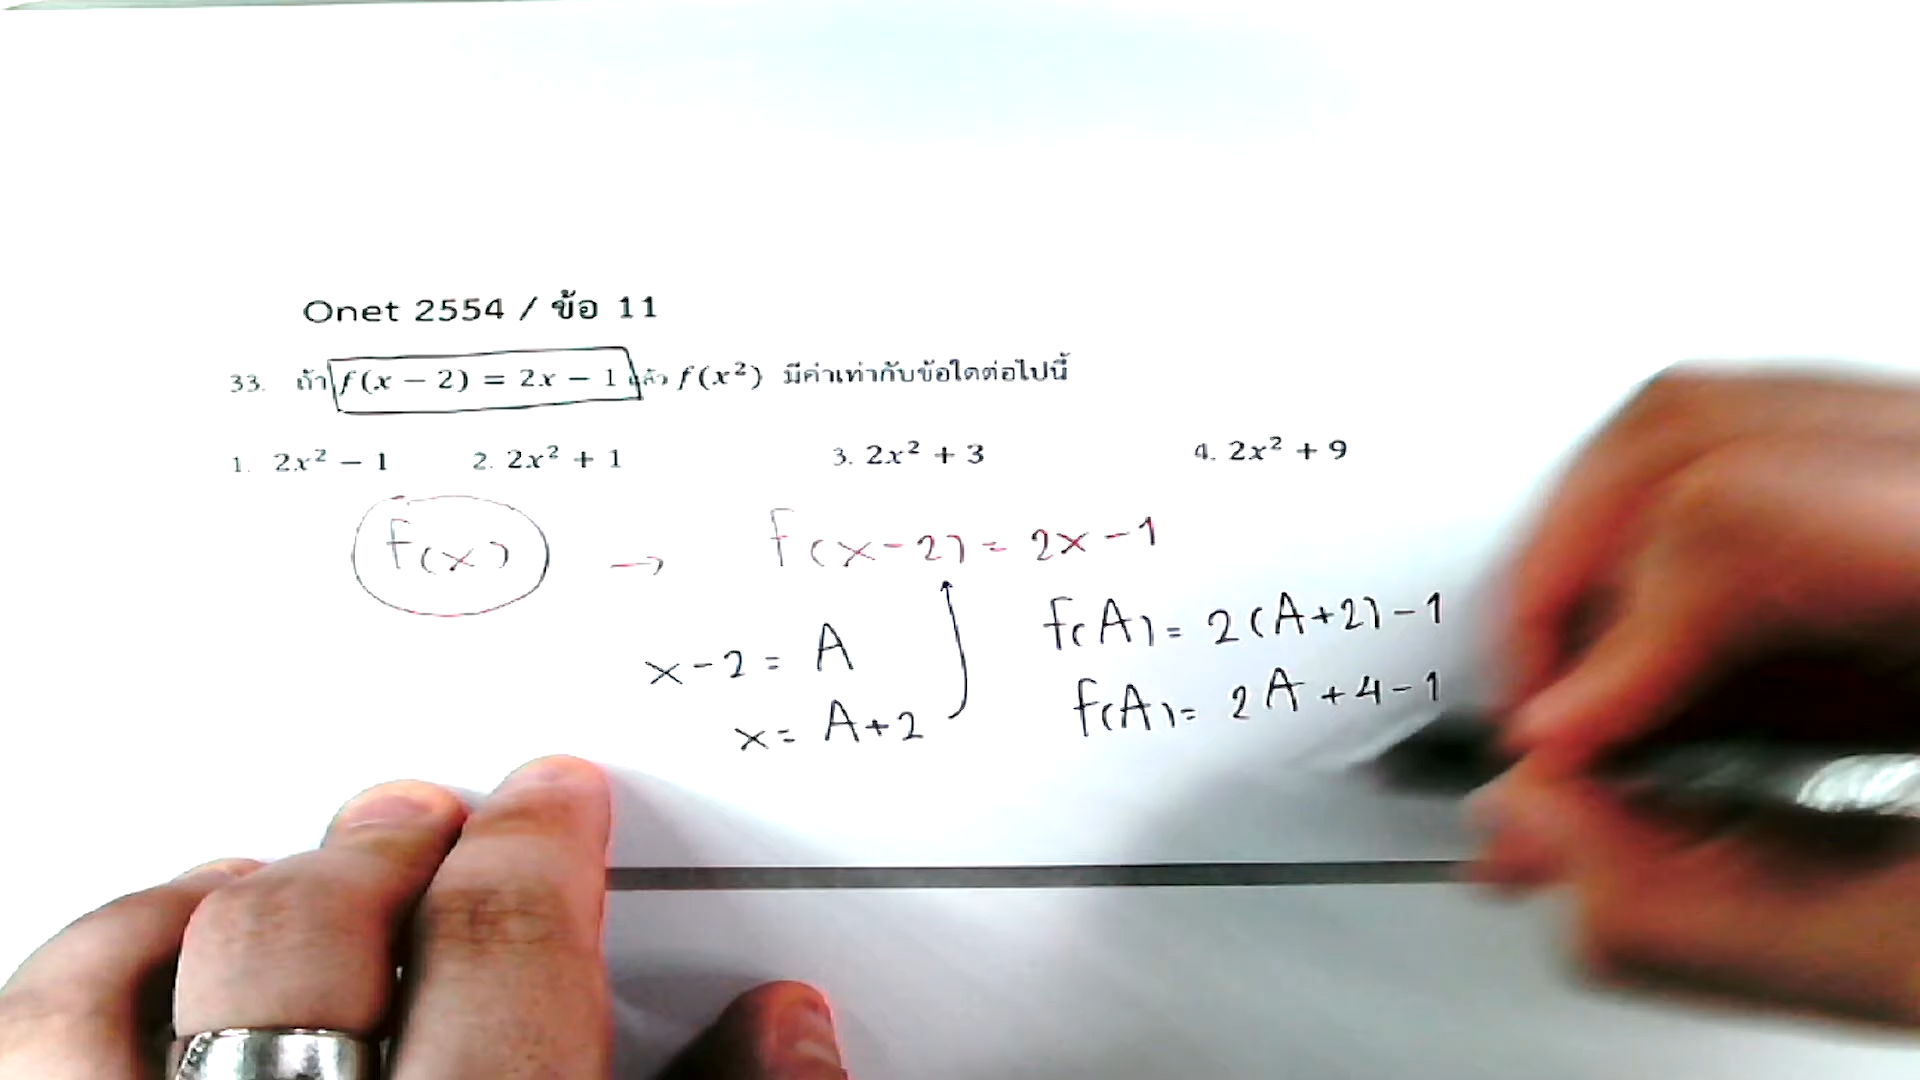 Onet 2554 / ข้อ 11
33. ถ้า f(x − 2) = 2x − 1 แล้ว f(x²) มีค่าเท่ากับข้อใดต่อไปนี้
1. 2x² − 1 2. 2x² + 1 3. 2x² + 3 4. 2x² + 9
f(x) → f(x-2) = 2x-1
x-2 = A
x = A+2
f(A) = 2(A+2)-1
f(A) = 2A+4-1